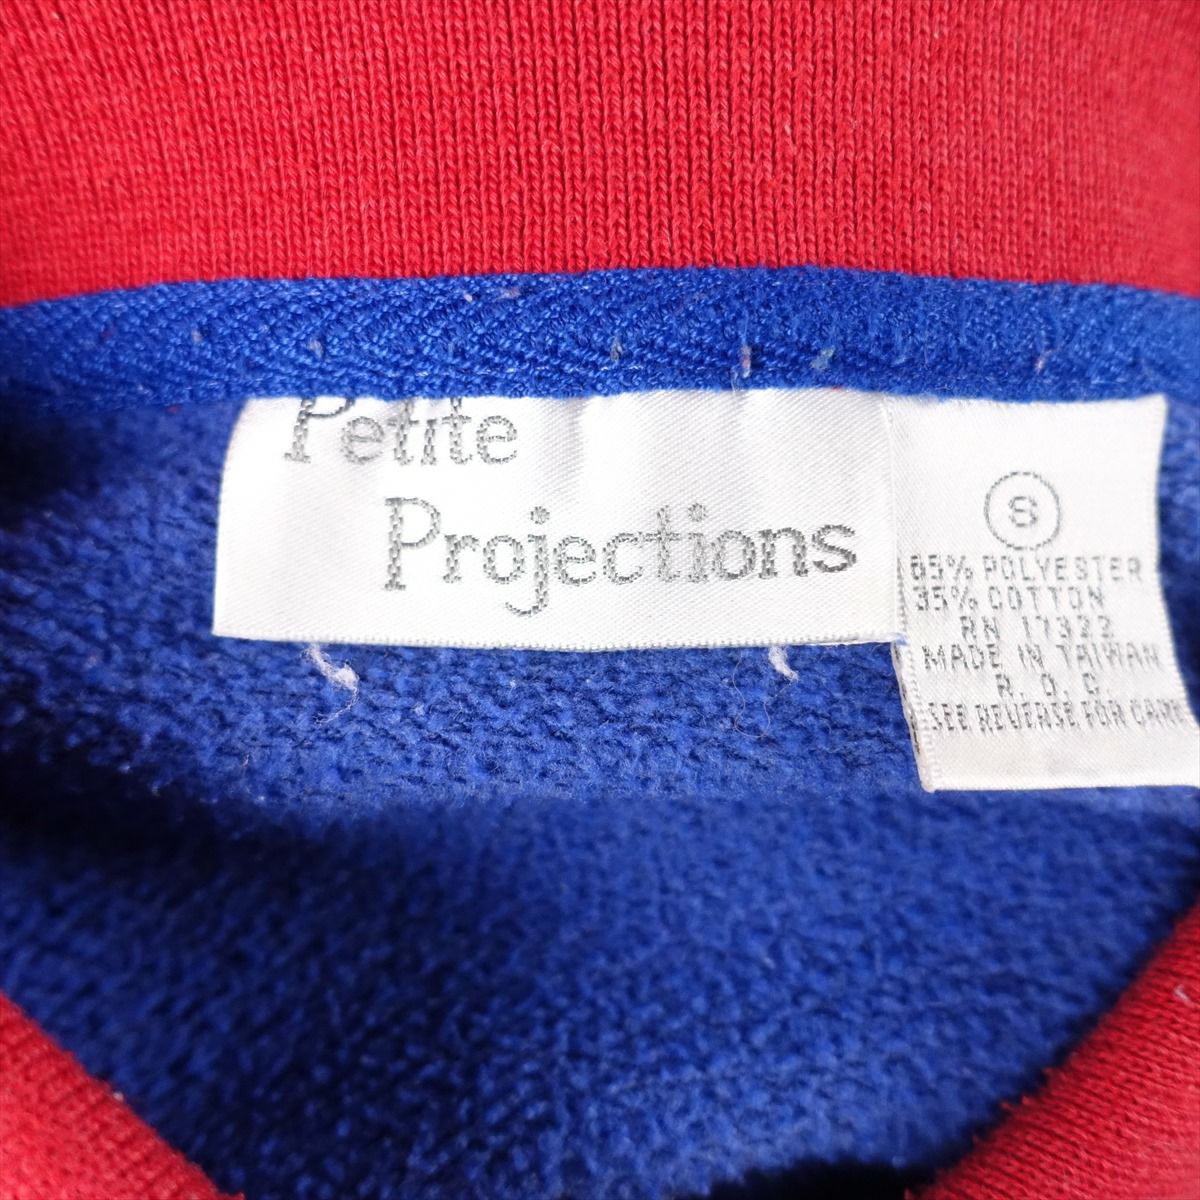 Petite
Projections
S
65% POLYESTER
35% COTTON
RN 17322
MADE IN TAIWAN
R. O. C.
SEE REVERSE FOR CARE